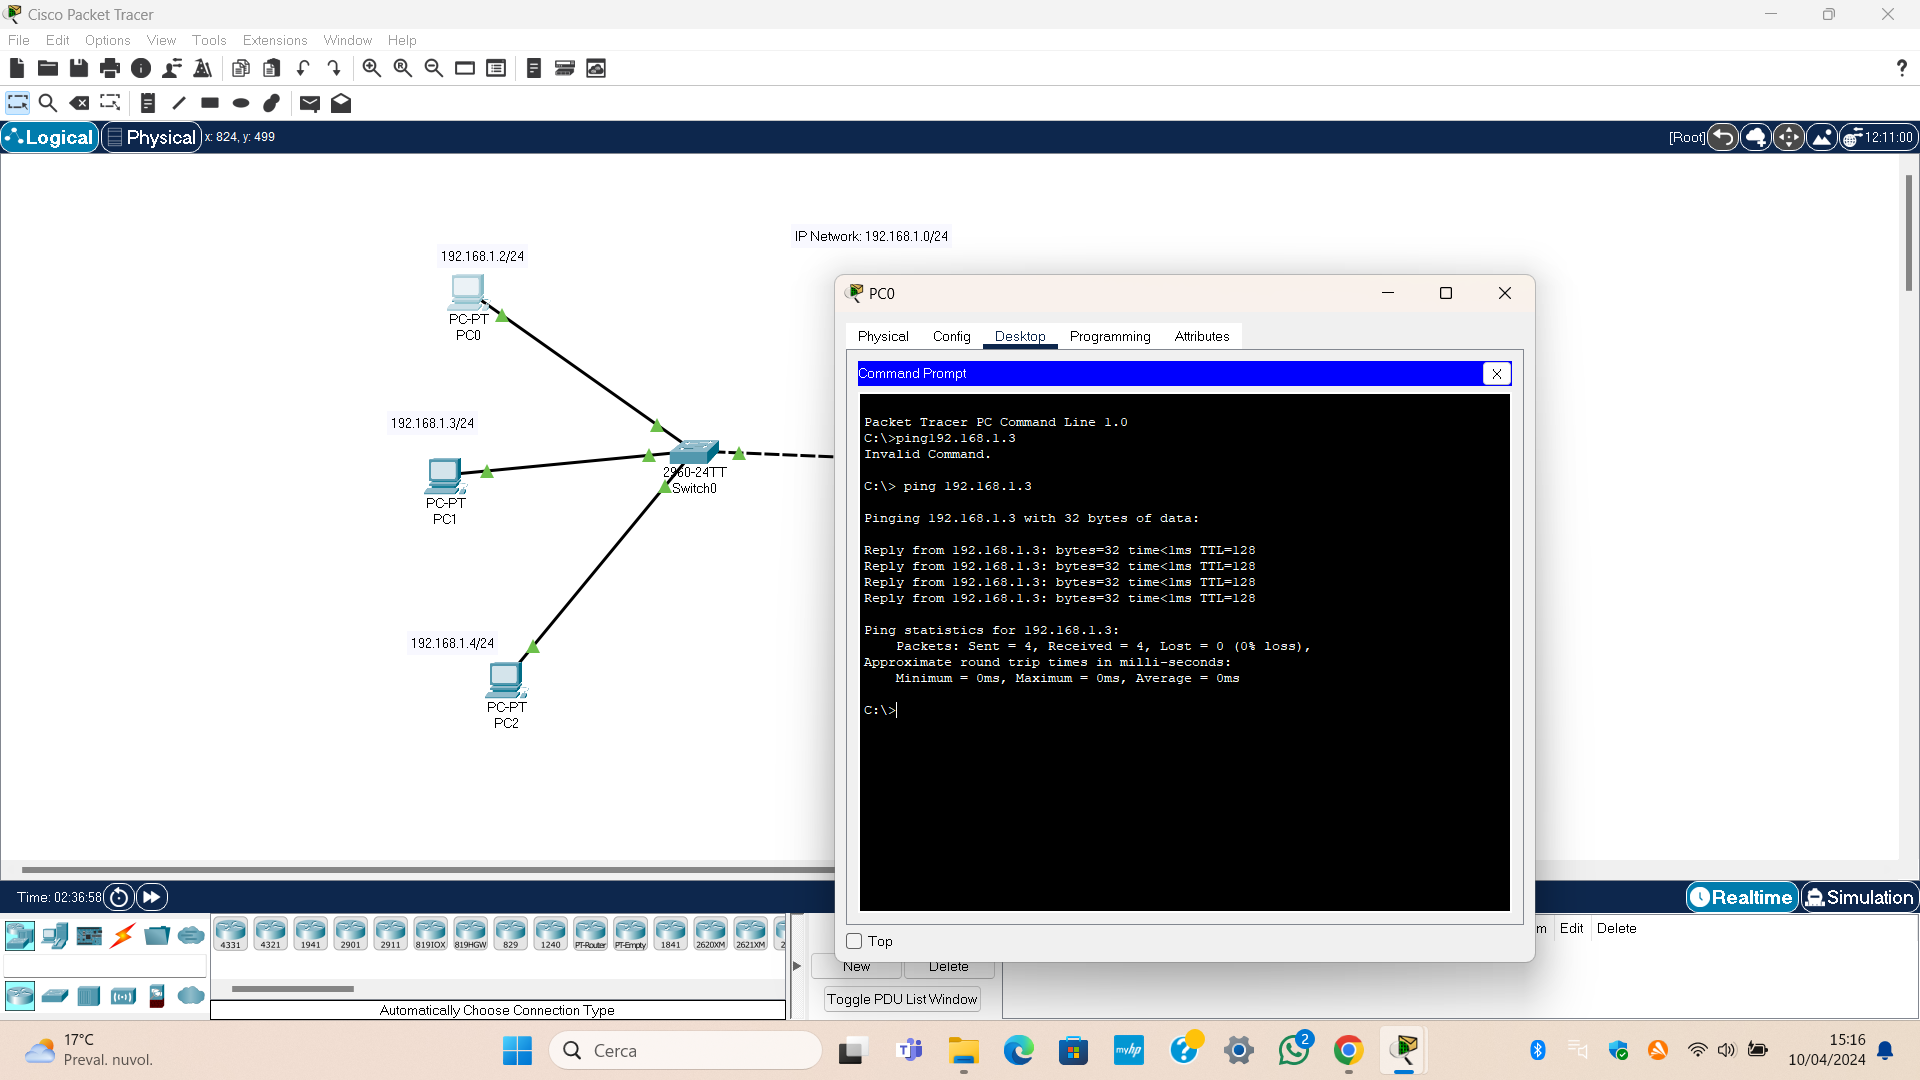 Cisco Packet Tracer
File Edit Options View Tools Extensions Window Help
?
Logical Physical x: 824, y: 499 [Root] 12:11:00
IP Network: 192.168.1.0/24
192.168.1.2/24
PC-PT
PC0
192.168.1.3/24
PC-PT
PC1
2960-24TT
Switch0
192.168.1.4/24
PC-PT
PC2
PC0
Physical Config Desktop Programming Attributes
Command Prompt
X
Packet Tracer PC Command Line 1.0
C:\>ping192.168.1.3
Invalid Command.
C:\> ping 192.168.1.3
Pinging 192.168.1.3 with 32 bytes of data:
Reply from 192.168.1.3: bytes=32 time<1ms TTL=128
Reply from 192.168.1.3: bytes=32 time<1ms TTL=128
Reply from 192.168.1.3: bytes=32 time<1ms TTL=128
Reply from 192.168.1.3: bytes=32 time<1ms TTL=128
Ping statistics for 192.168.1.3:
Packets: Sent = 4, Received = 4, Lost = 0 (0% loss),
Approximate round trip times in milli-seconds:
Minimum = 0ms, Maximum = 0ms, Average = 0ms
C:\>
Top
Time: 02:36:58
Realtime Simulation
4331 4321 1941 2901 2911 819IOX 819HGW 829 1240 PT-Router PT-Empty 1841 2620XM 2621XM 2
m Edit Delete
New Delete
Toggle PDU List Window
Automatically Choose Connection Type
17°C
Preval. nuvol.
Cerca
myhp
2
15:16
10/04/2024